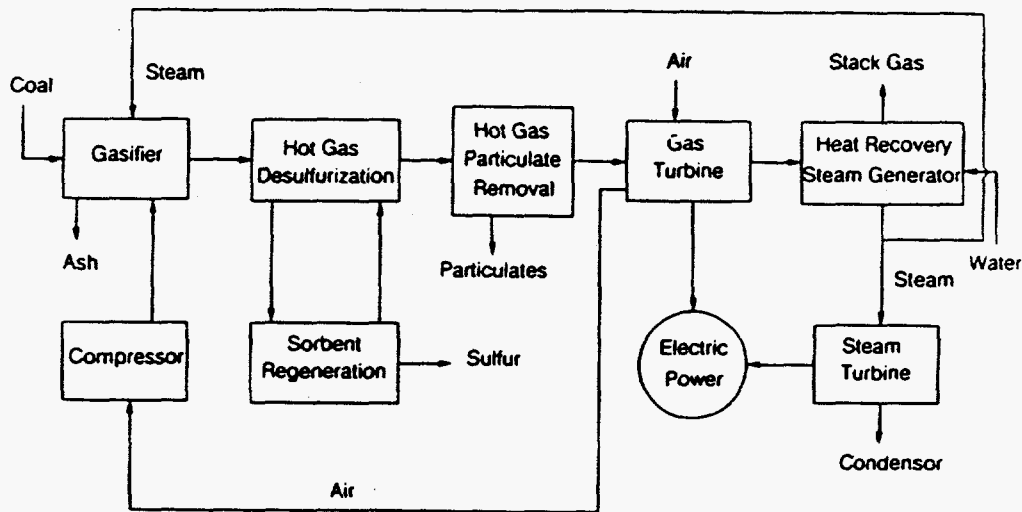 Coal
Steam
Air
Stack Gas
Gasifier
Hot Gas
Desulfurization
Hot Gas
Particulate
Removal
Gas
Turbine
Heat Recovery
Steam Generator
Ash
Particulates
Steam
Water
Compressor
Sorbent
Regeneration
Sulfur
Electric
Power
Steam
Turbine
Condensor
Air